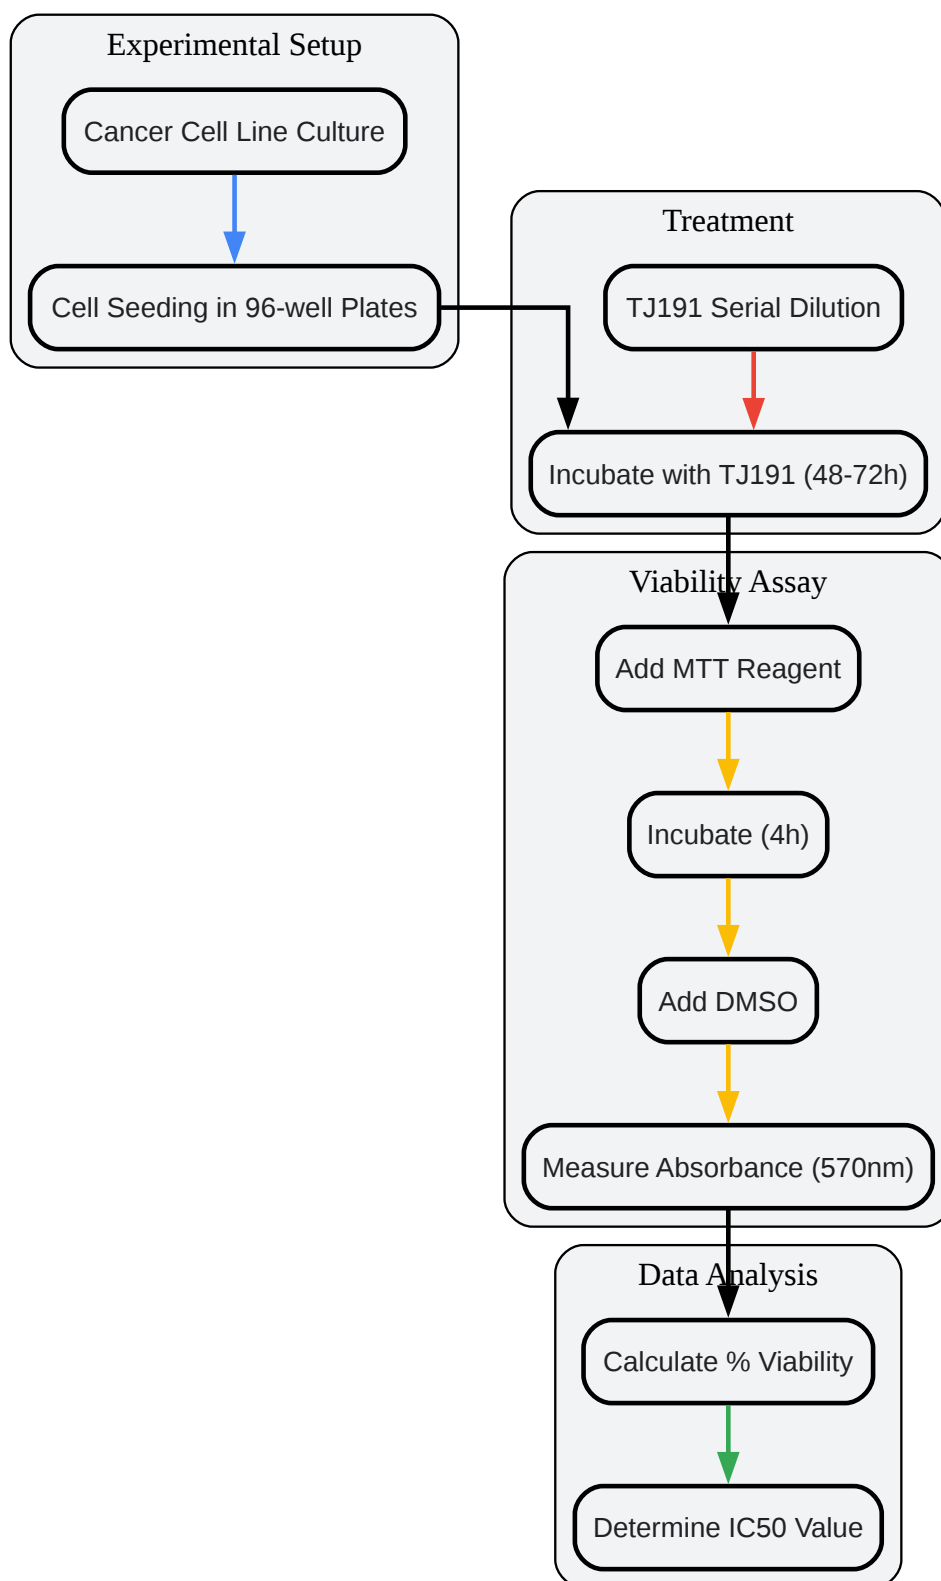 Experimental Setup
Cancer Cell Line Culture
Cell Seeding in 96-well Plates
Treatment
TJ191 Serial Dilution
Incubate with TJ191 (48-72h)
Viability Assay
Add MTT Reagent
Incubate (4h)
Add DMSO
Measure Absorbance (570nm)
Data Analysis
Calculate % Viability
Determine IC50 Value